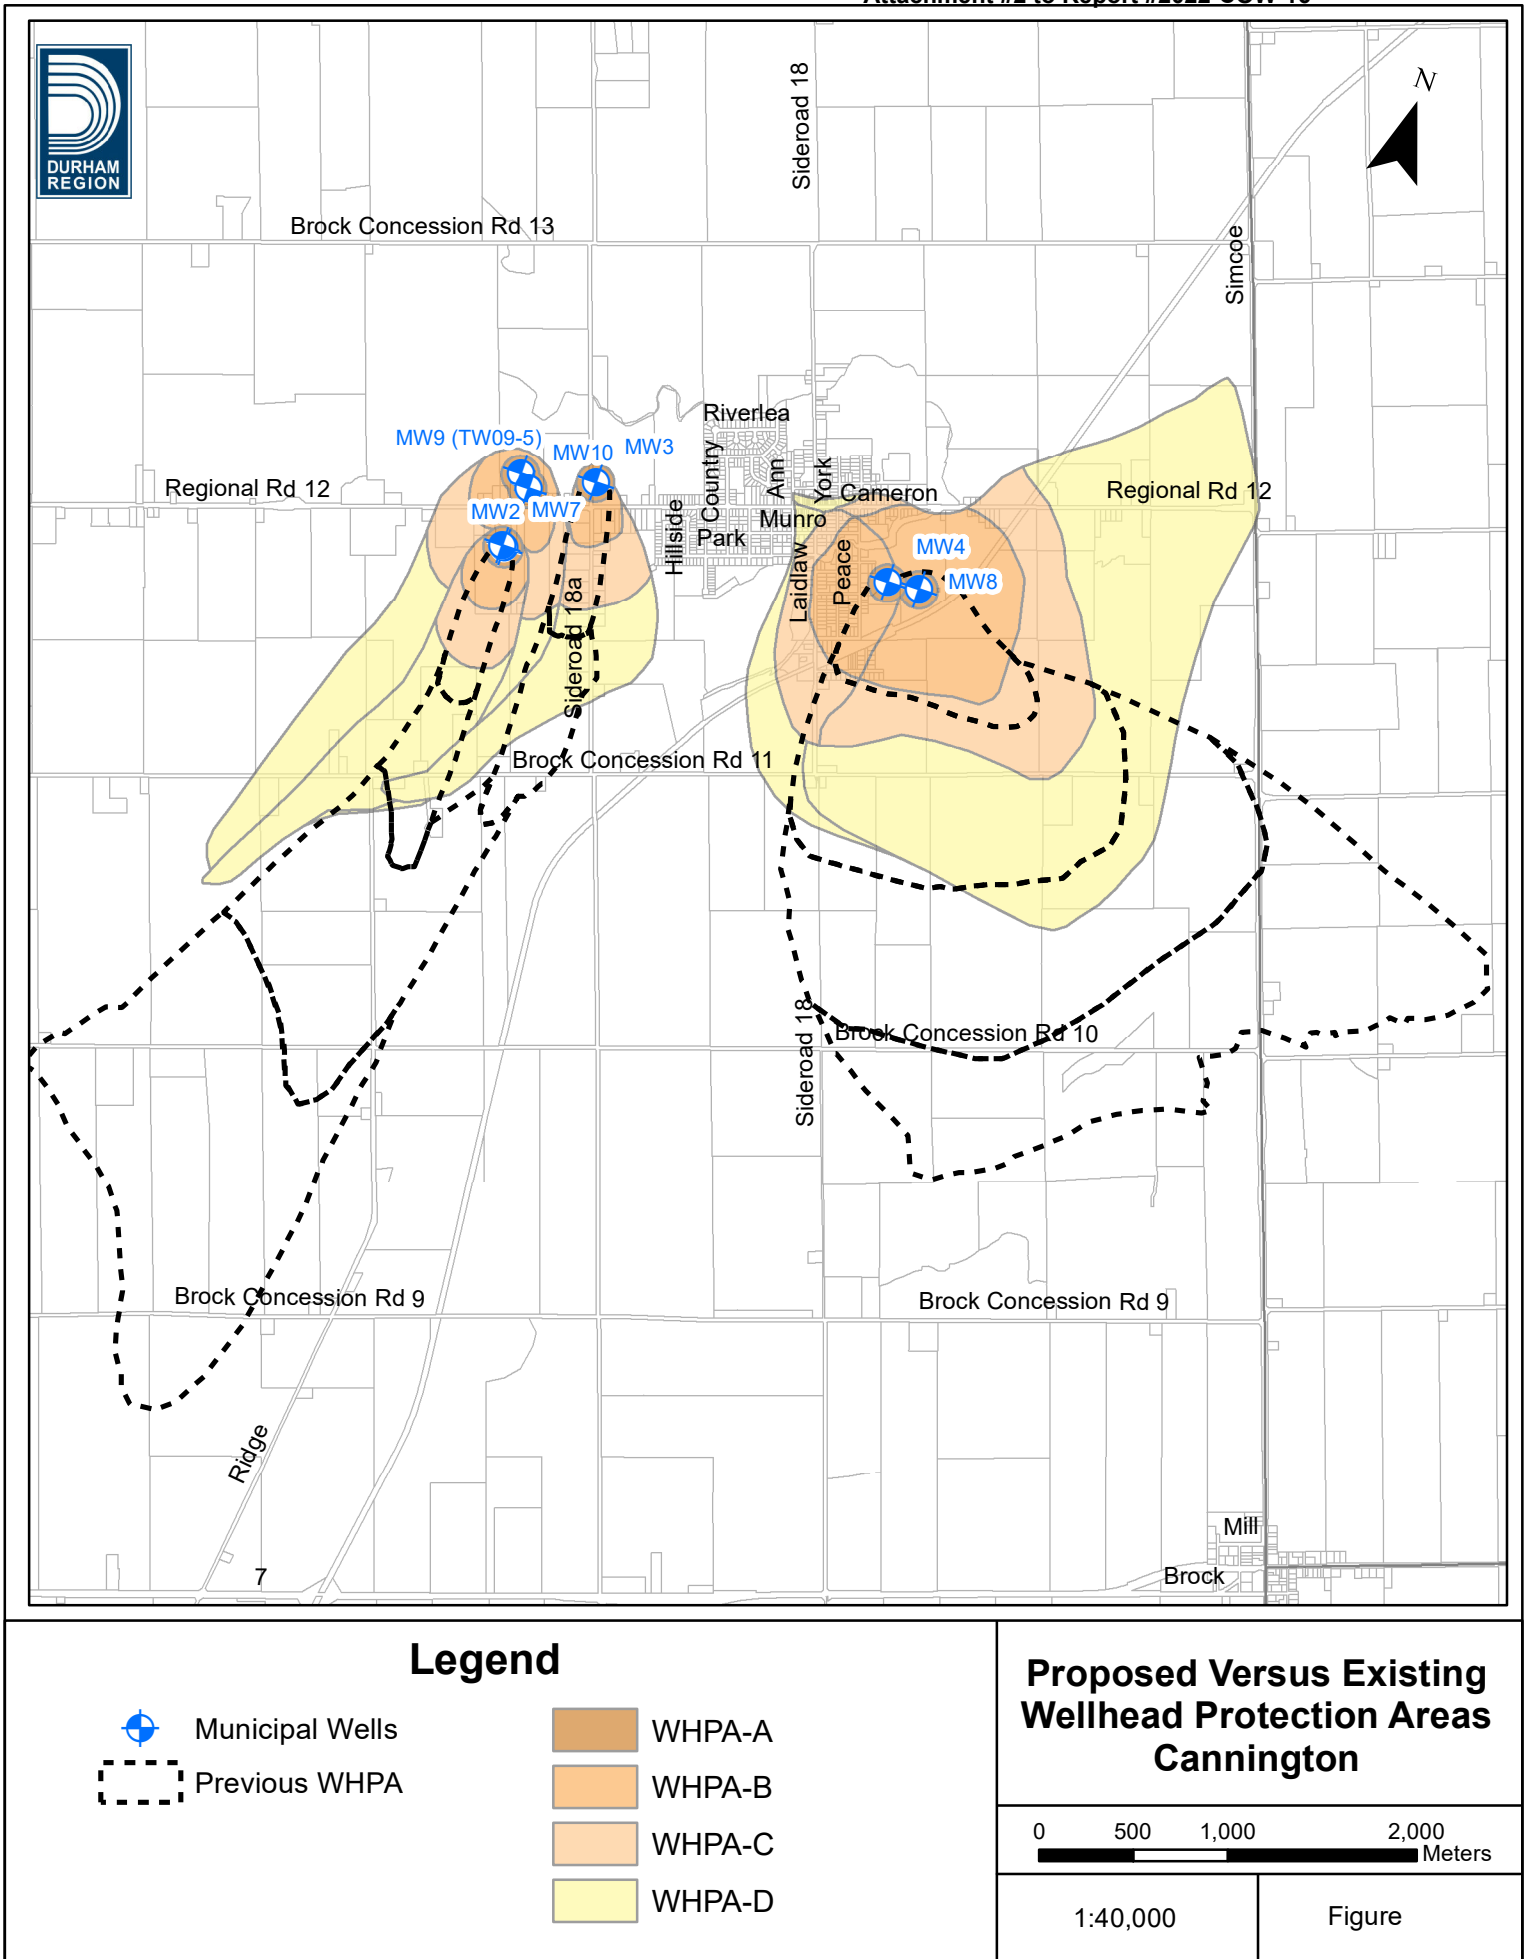 DURHAM
REGION
N
Sideroad 18
Brock Concession Rd 13
Simcoe
Riverlea
MW9 (TW09-5)
MW10
MW3
Country
Ann
York
Regional Rd 12
Cameron
Regional Rd 12
MW2
MW7
Munro
Hillside
Park
Laidlaw
Peace
MW4
MW8
Sideroad 18a
Brock Concession Rd 11
Sideroad 18
Brock Concession Rd 10
Brock Concession Rd 9
Brock Concession Rd 9
Ridge
Mill
7
Brock
Legend
Municipal Wells
Previous WHPA
WHPA-A
WHPA-B
WHPA-C
WHPA-D
Proposed Versus Existing
Wellhead Protection Areas
Cannington
0 500 1,000 2,000
Meters
1:40,000
Figure